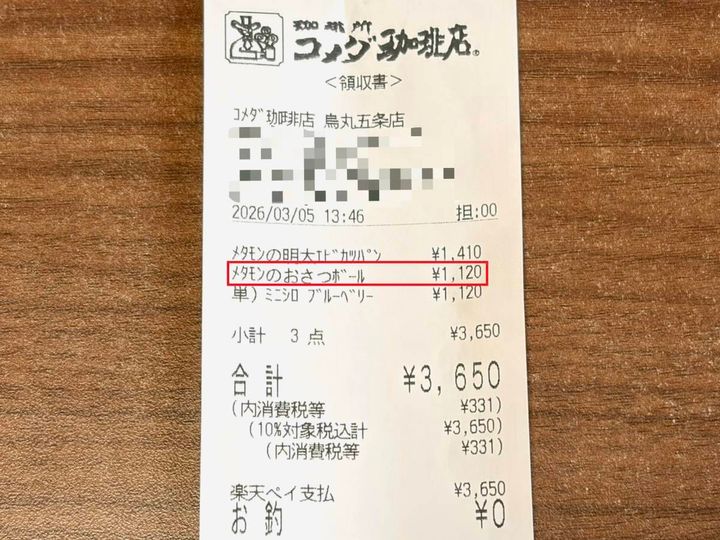 珈琲所
コメダ珈琲店®
<領収書>
ｺﾒﾀﾞ珈琲店 烏丸五条店
2026/03/05 13:46 担:00
ﾒﾀﾓﾝの明太ｴﾋﾞｶﾂﾊﾟﾝ ¥1,410
ﾒﾀﾓﾝのおさつﾎﾞｰﾙ ¥1,120
単) ﾐﾆｼﾛ ﾌﾞﾙｰﾍﾞﾘｰ ¥1,120
小計 3 点 ¥3,650
合 計 ¥3,650
(内消費税等 ¥331)
(10%対象税込計 ¥3,650)
(内消費税等 ¥331)
楽天ペイ支払 ¥3,650
お 釣 ¥0